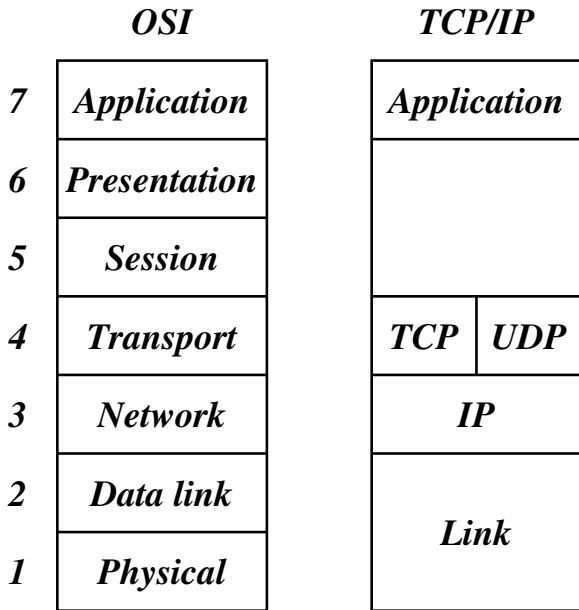 OSI TCP/IP
7 Application Application
6 Presentation
5 Session
4 Transport TCP UDP
3 Network IP
2 Data link
Link
1 Physical